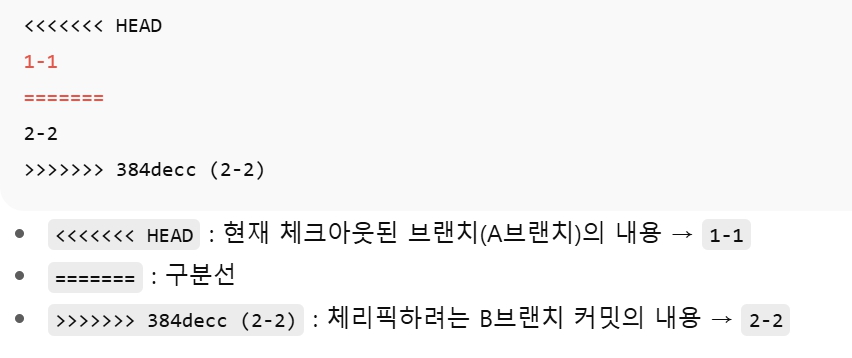 <<<<<<< HEAD
1-1
=======
2-2
>>>>>>> 384decc (2-2)
• <<<<<<< HEAD : 현재 체크아웃된 브랜치(A브랜치)의 내용 → 1-1
• ======= : 구분선
• >>>>>>> 384decc (2-2) : 체리픽하려는 B브랜치 커밋의 내용 → 2-2